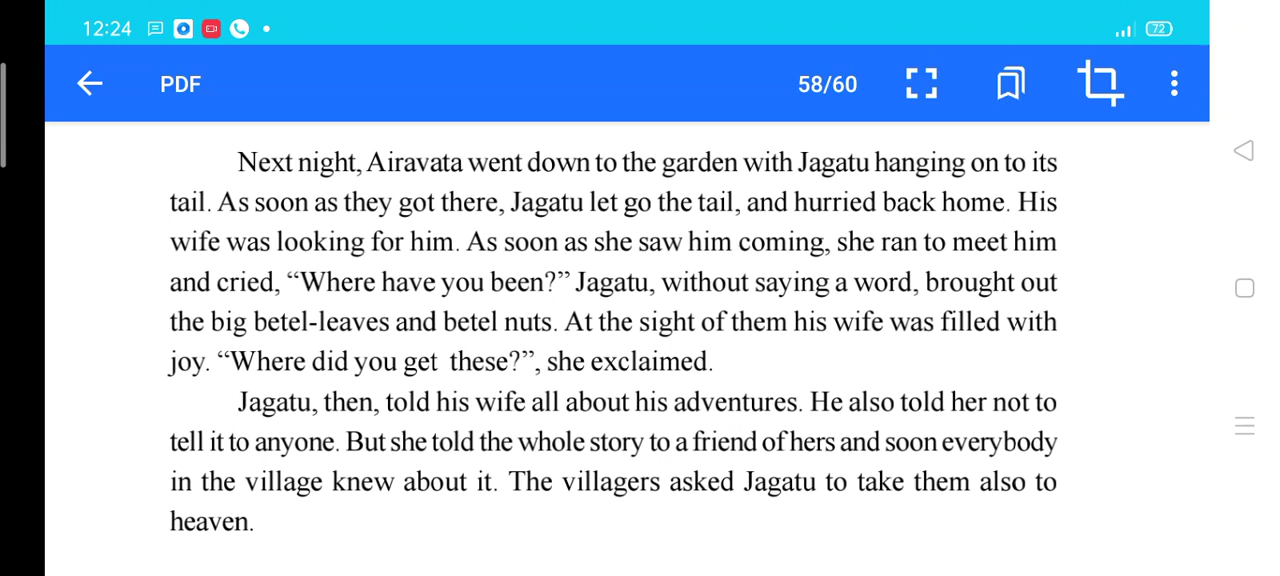 12:24
72
PDF
58/60
Next night, Airavata went down to the garden with Jagatu hanging on to its
tail. As soon as they got there, Jagatu let go the tail, and hurried back home. His
wife was looking for him. As soon as she saw him coming, she ran to meet him
and cried, “Where have you been?” Jagatu, without saying a word, brought out
the big betel-leaves and betel nuts. At the sight of them his wife was filled with
joy. “Where did you get these?”, she exclaimed.
Jagatu, then, told his wife all about his adventures. He also told her not to
tell it to anyone. But she told the whole story to a friend of hers and soon everybody
in the village knew about it. The villagers asked Jagatu to take them also to
heaven.